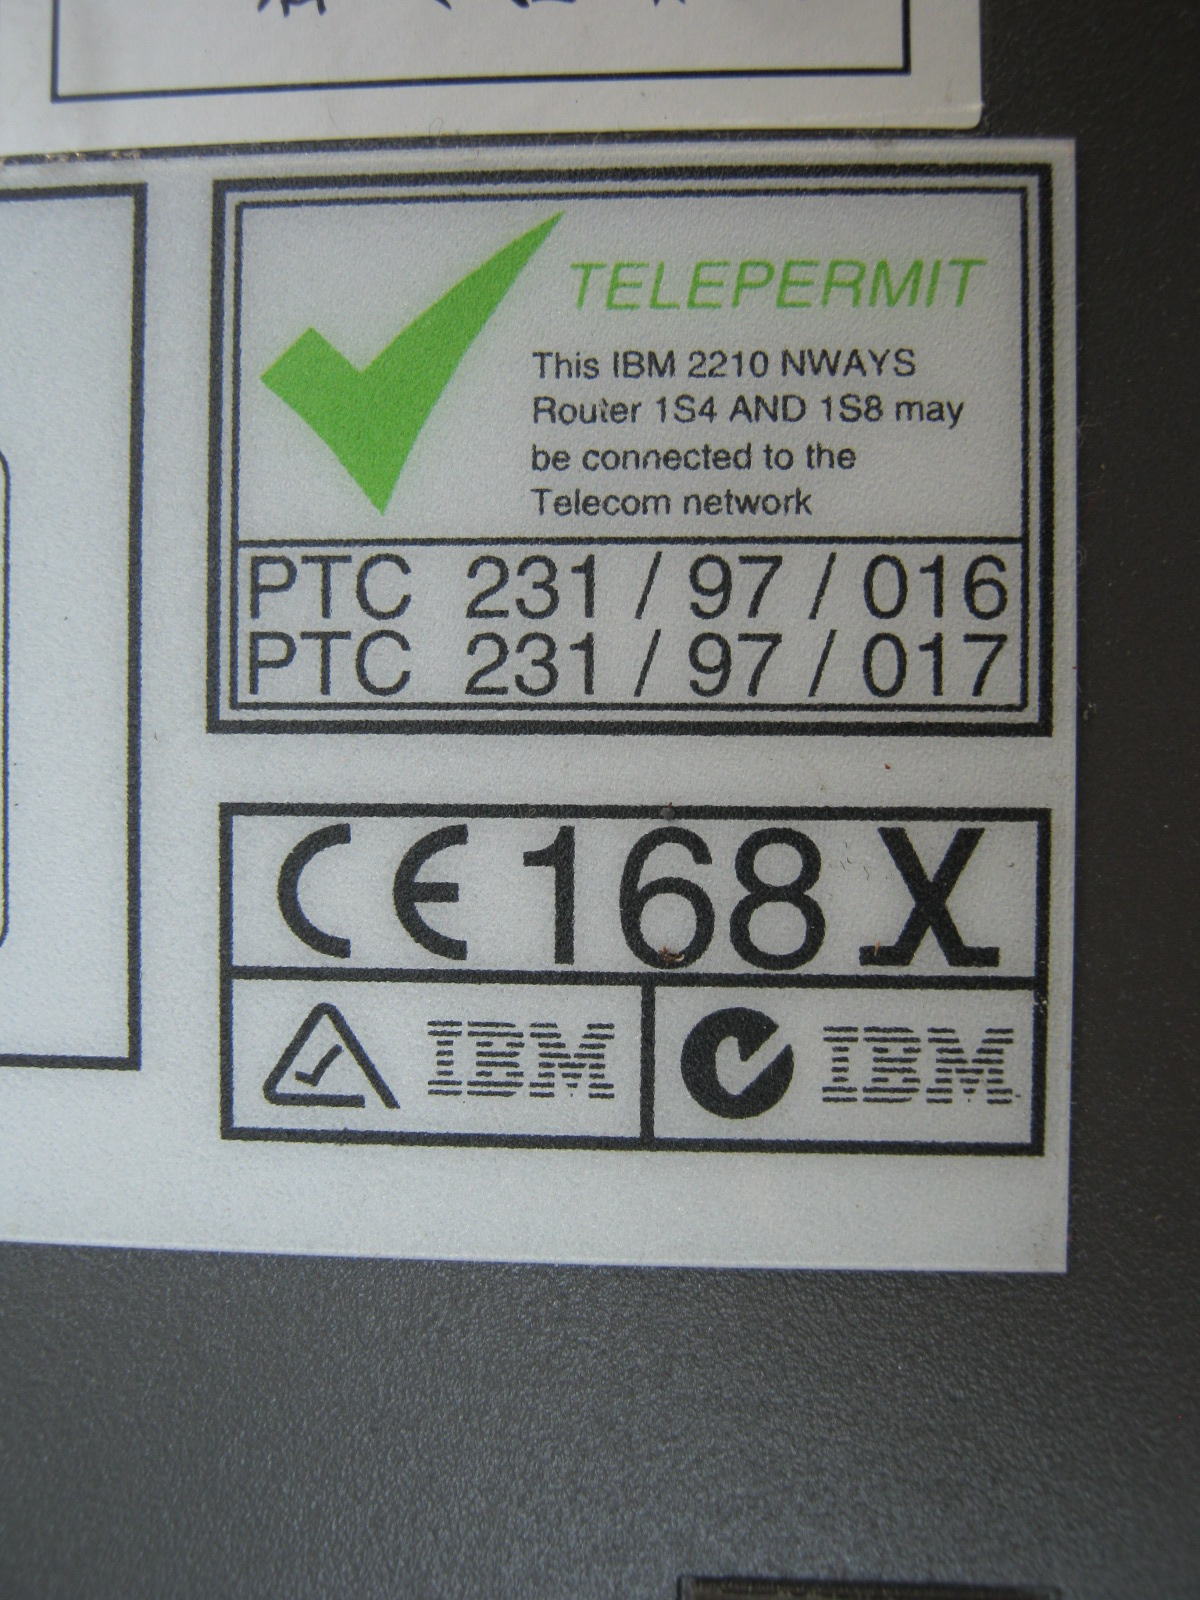 TELEPERMIT
This IBM 2210 NWAYS
Router 1S4 AND 1S8 may
be connected to the
Telecom network
PTC 231 / 97 / 016
PTC 231 / 97 / 017
CE 168 X
IBM IBM